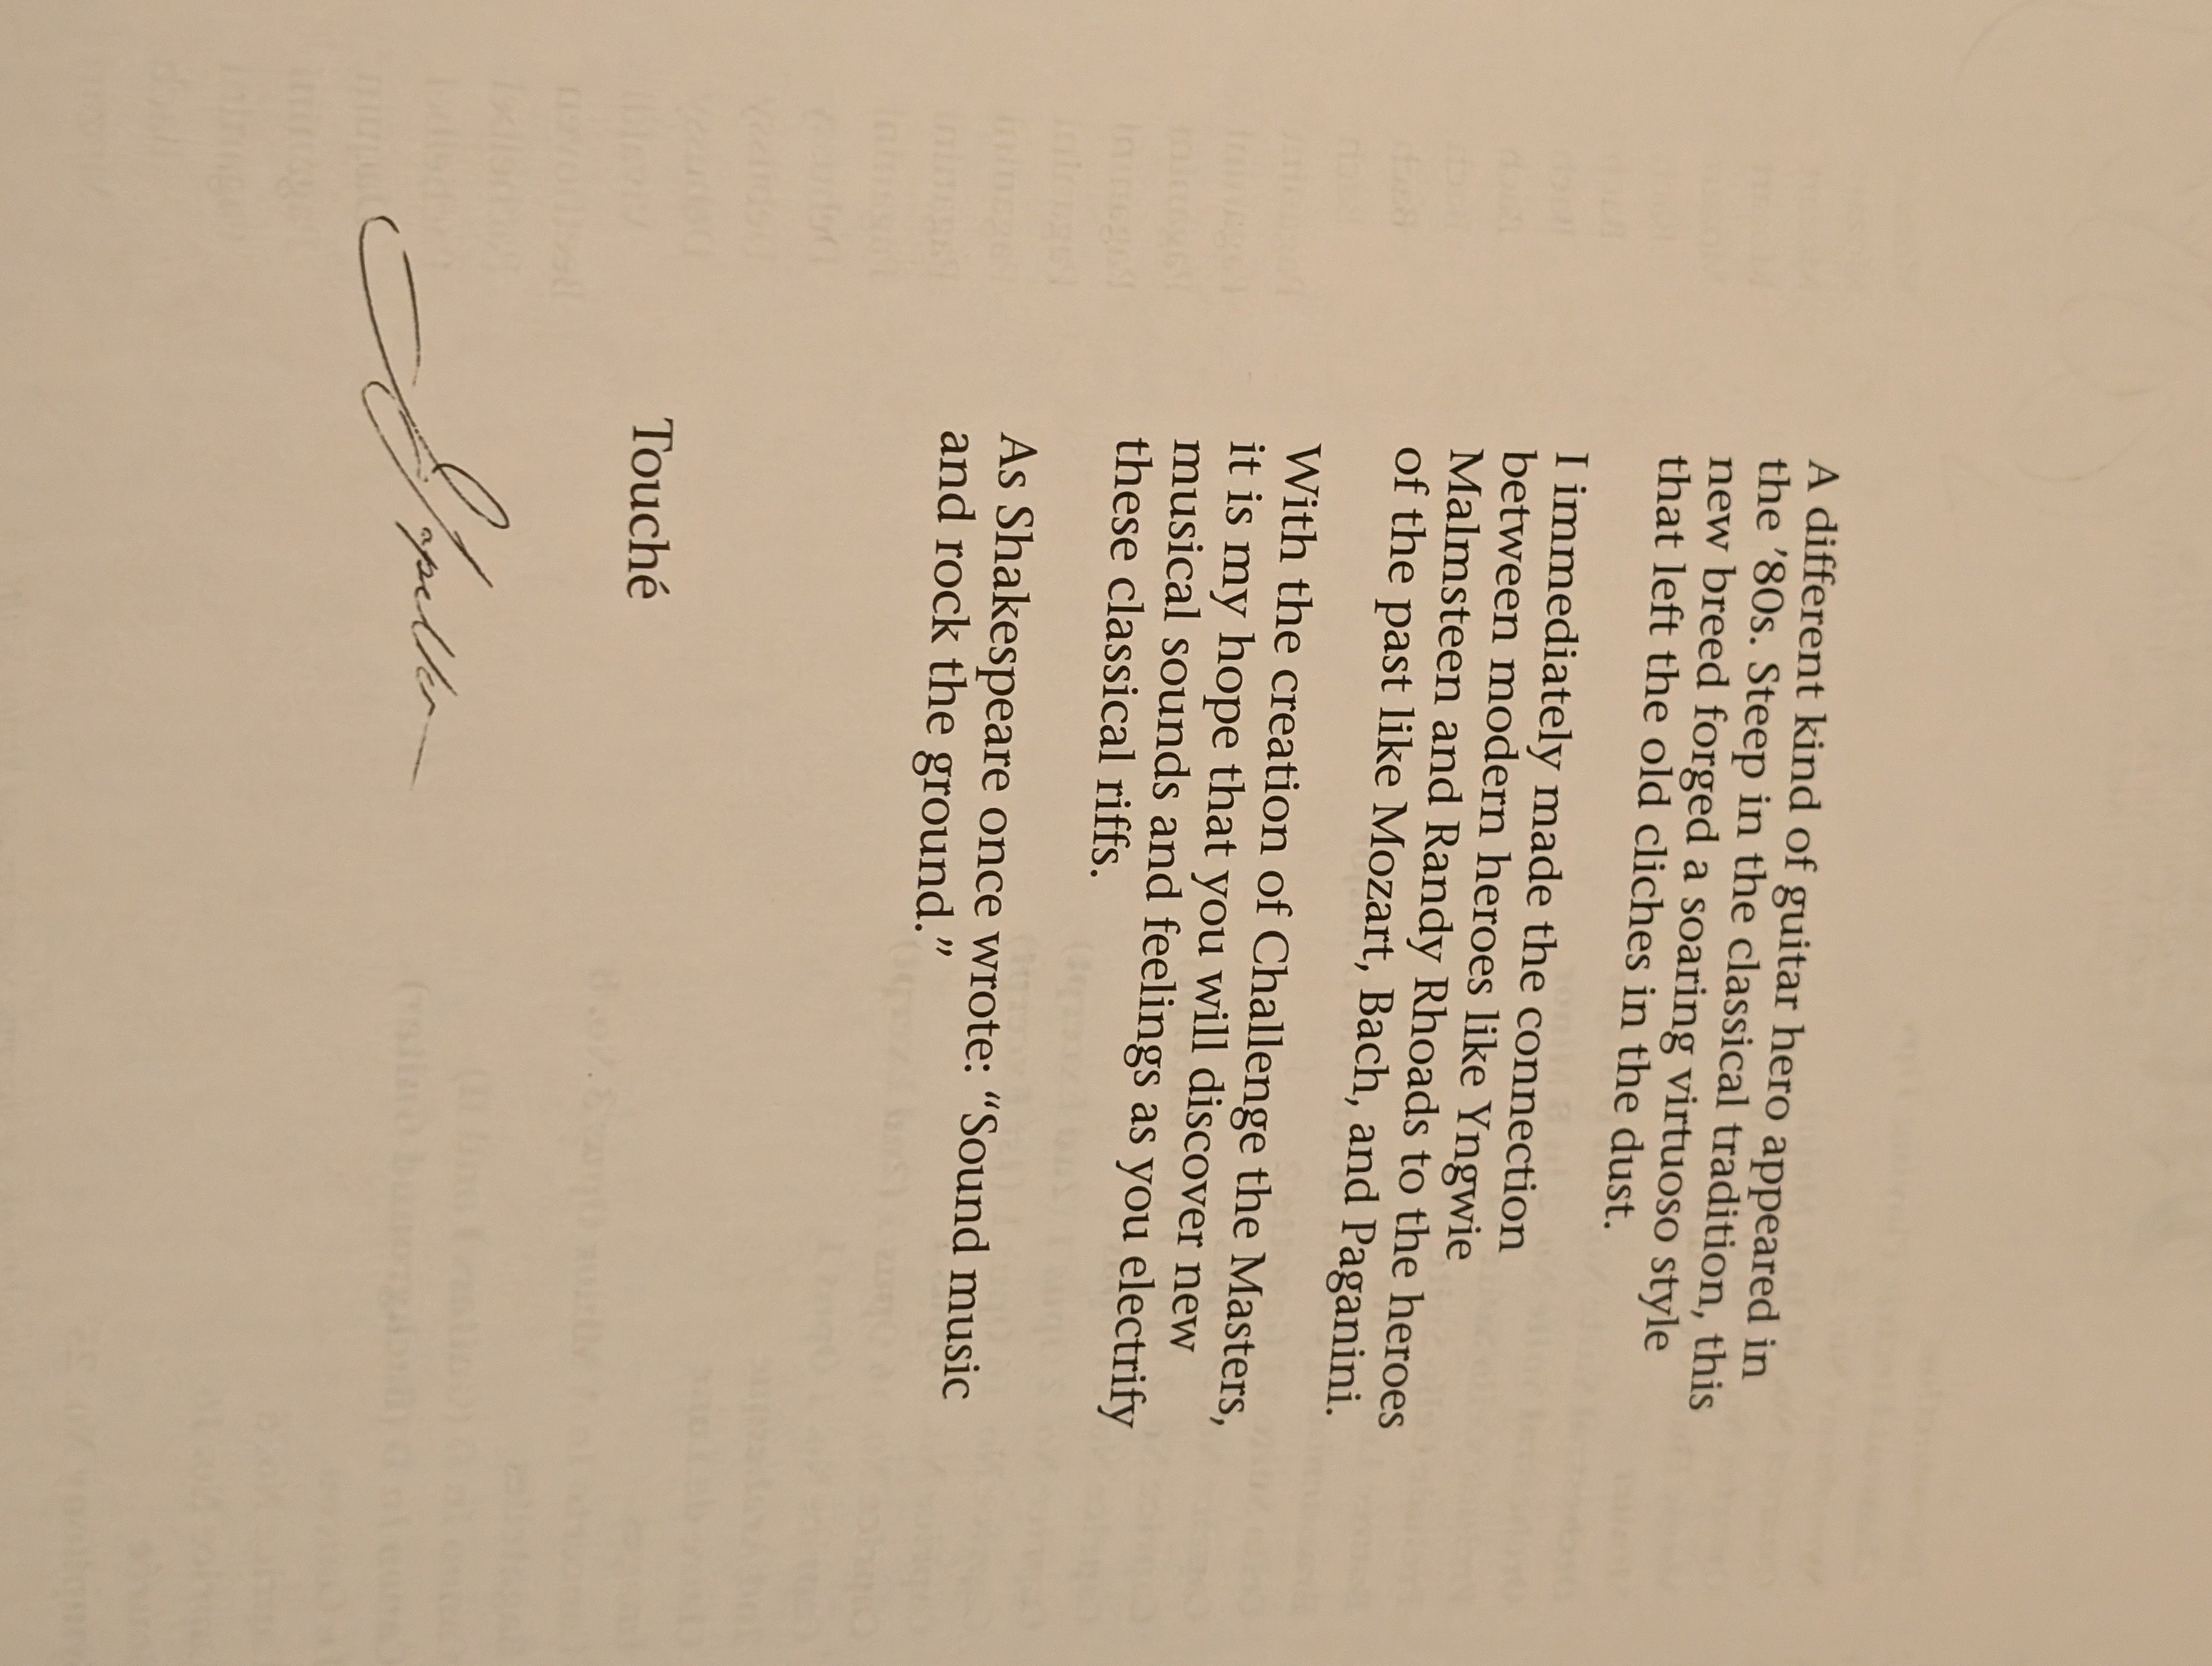 A different kind of guitar hero appeared in
the '80s. Steep in the classical tradition, this
new breed forged a soaring virtuoso style
that left the old cliches in the dust.
I immediately made the connection
between modern heroes like Yngwie
Malmsteen and Randy Rhoads to the heroes
of the past like Mozart, Bach, and Paganini.
With the creation of Challenge the Masters,
it is my hope that you will discover new
musical sounds and feelings as you electrify
these classical riffs.
As Shakespeare once wrote: “Sound music
and rock the ground.”
Touché